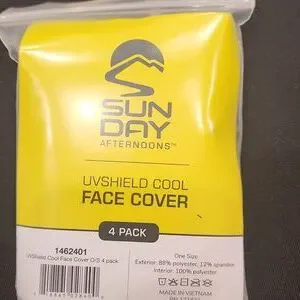 SUN
DAY
AFTERNOONS™
UVSHIELD COOL
FACE COVER
4 PACK
1462401
UVShield Cool Face Cover O/S 4 pack
One Size
Exterior: 88% polyester, 12% spandex
Interior: 100% polyester
MADE IN VIETNAM